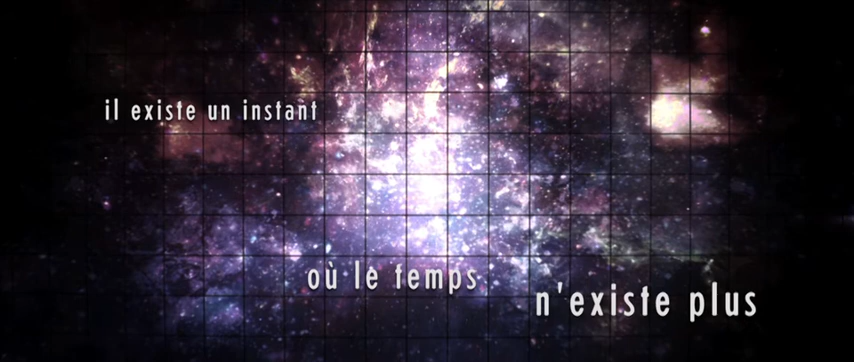 il existe un instant
où le temps
n'existe plus